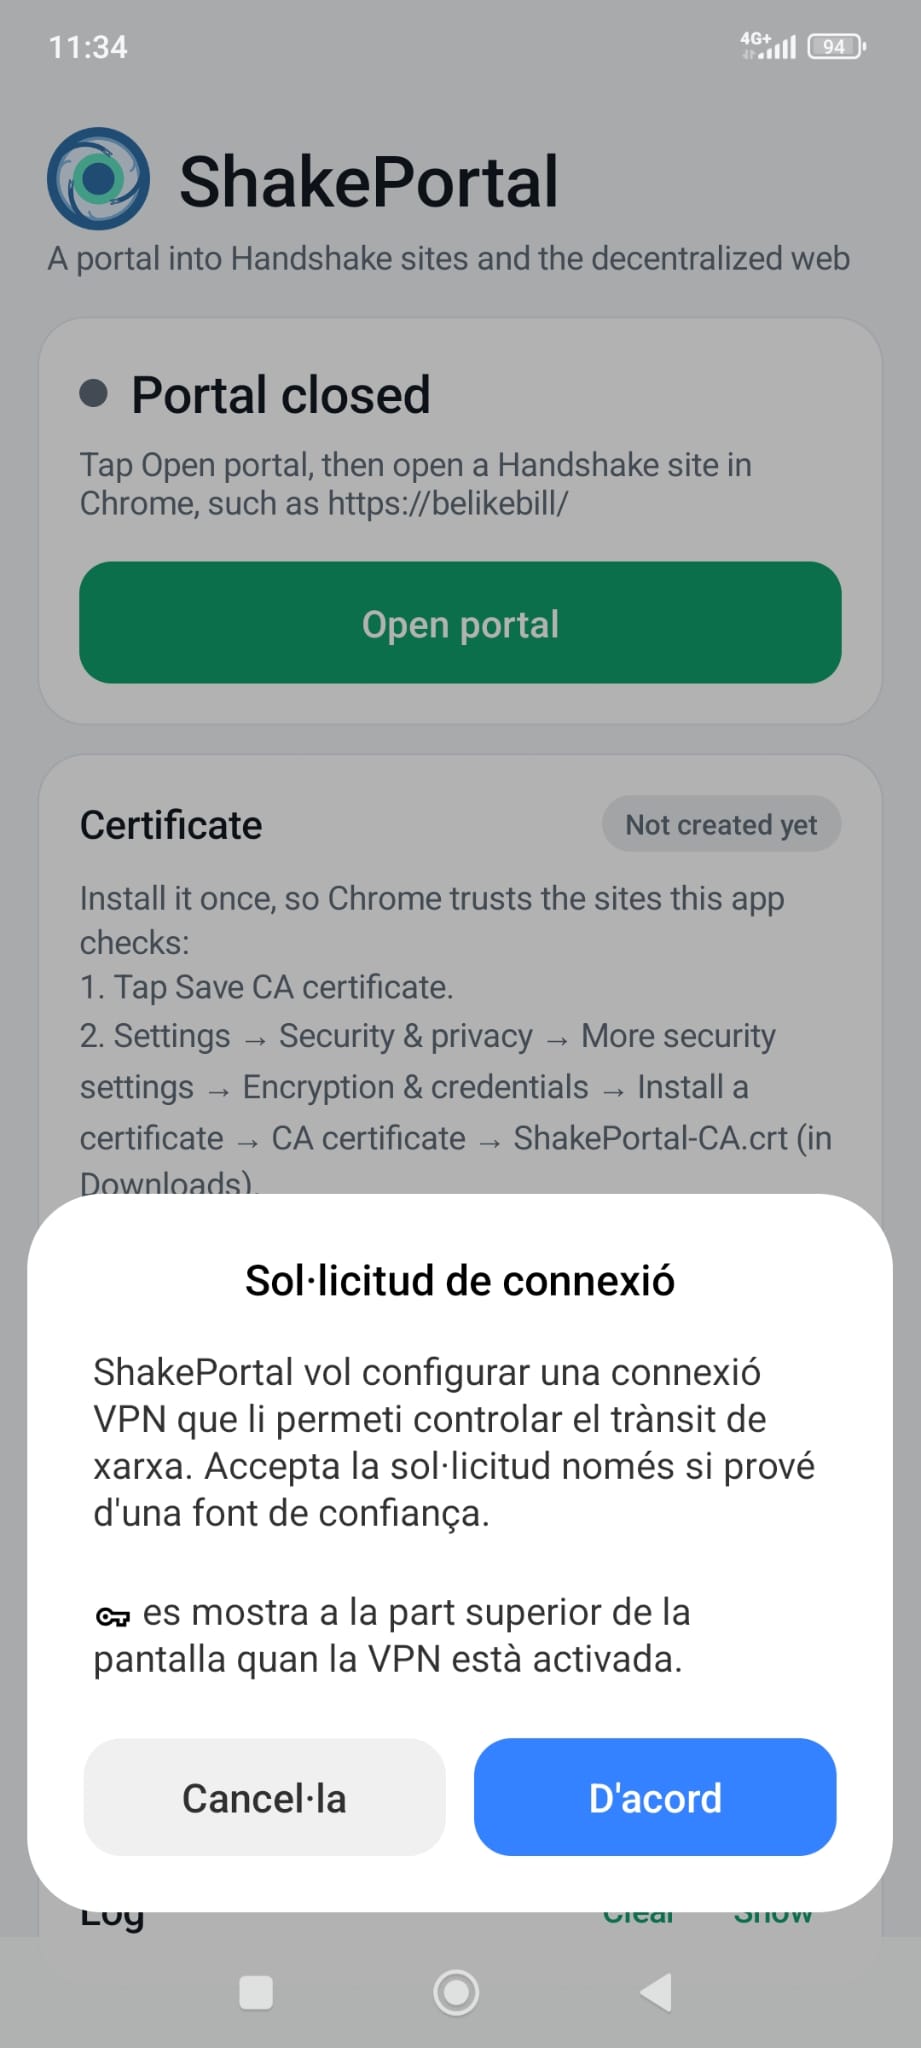 11:34
4G+
94
ShakePortal
A portal into Handshake sites and the decentralized web
Portal closed
Tap Open portal, then open a Handshake site in
Chrome, such as https://belikebill/
Open portal
Certificate
Not created yet
Install it once, so Chrome trusts the sites this app
checks:
1. Tap Save CA certificate.
2. Settings → Security & privacy → More security
settings → Encryption & credentials → Install a
certificate → CA certificate → ShakePortal-CA.crt (in
Downloads).
Sol·licitud de connexió
ShakePortal vol configurar una connexió
VPN que li permeti controlar el trànsit de
xarxa. Accepta la sol·licitud només si prové
d'una font de confiança.
es mostra a la part superior de la
pantalla quan la VPN està activada.
Cancel·la
D'acord
Log
Clear
Show